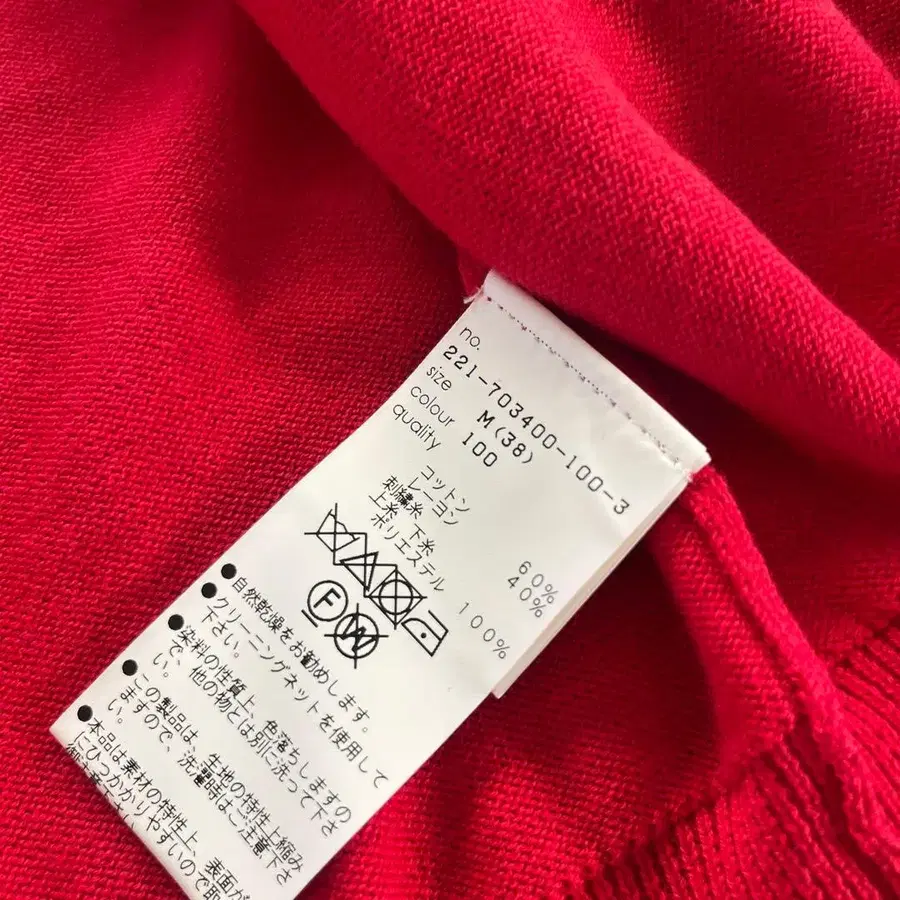 no.
221-703400-100-3
size M(38)
colour 100
quality
コットン 60%
レーヨン 40%
刺繍糸
上糸、下糸
ポリエステル 100%
F W
●自然乾燥をお勧めします。
●クリーニングネットを使用して
下さい。
●染料の性質上、色落ちしますの
で、他の物とは別に洗って下さ
い。
●この製品は、生地の特性上縮み
ますので、洗濯時はご注意下さ
い。
●本品は素材の特性上、表面が
にひっかかりやすいので取